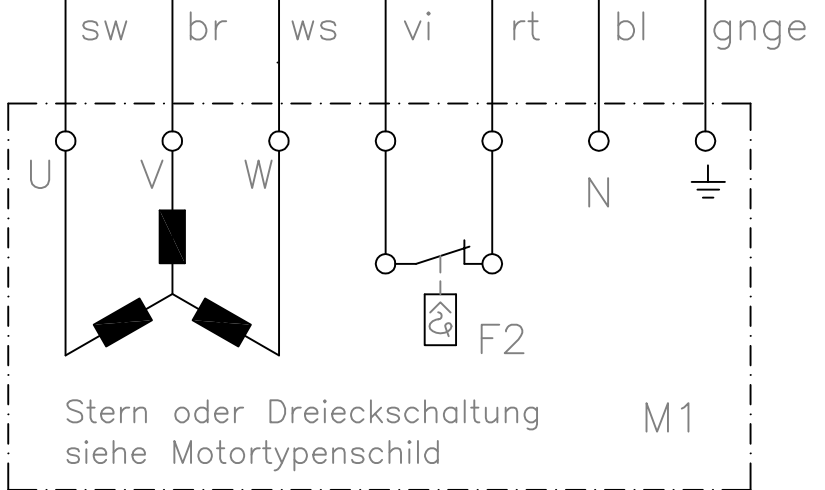 sw br ws vi rt bl gnge
U V W N
F2
Stern oder Dreieckschaltung M1
siehe Motortypenschild